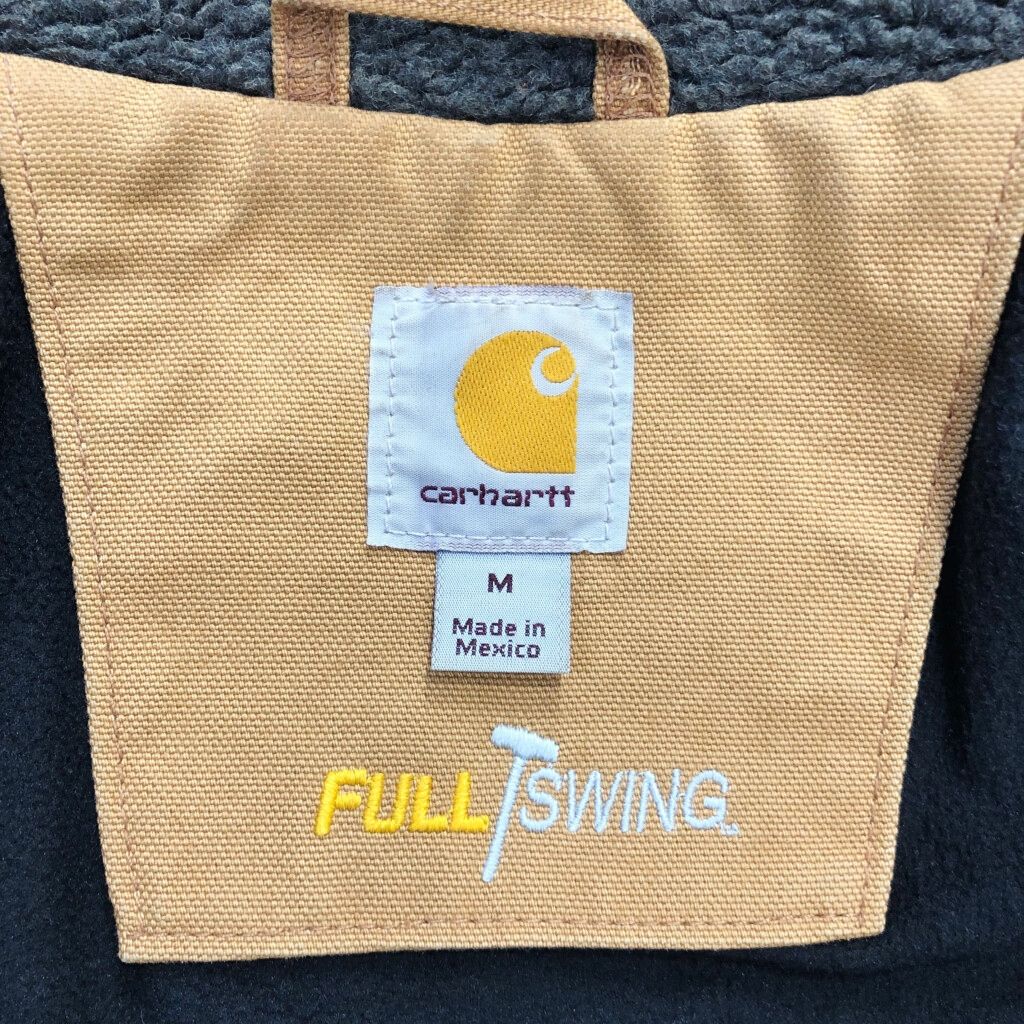 carhartt
M
Made in
Mexico
FULL SWING